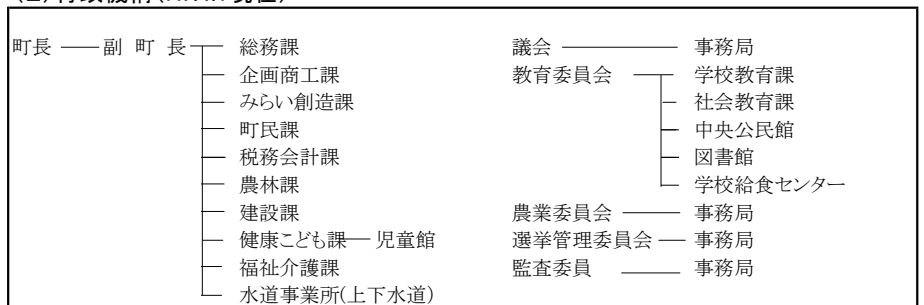 町長 副 町 長 総務課
企画商工課
みらい創造課
町民課
税務会計課
農林課
建設課
健康こども課 児童館
福祉介護課
水道事業所(上下水道)
議会 事務局
教育委員会 学校教育課
社会教育課
中央公民館
図書館
学校給食センター
農業委員会 事務局
選挙管理委員会 事務局
監査委員 事務局